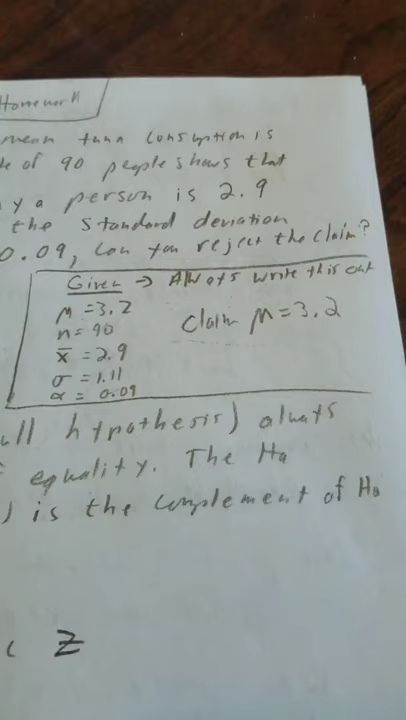 Homework
mean tuna consuption is
of 90 people shows that
y a person is 2.9
the standard deviation
0.09, can you reject the claim?
Given → Always write this out
μ = 3.2
Claim μ = 3.2
n = 90
x̄ = 2.9
σ = 1.11
α = 0.09
ull hypothesis) always
equality. The Ha
) is the complement of Ho
z